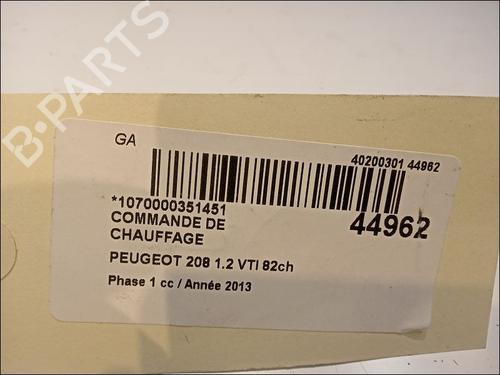 B-PARTS
GA
40200301 44962
*1070000351451
44962
COMMANDE DE
CHAUFFAGE
PEUGEOT 208 1.2 VTI 82ch
Phase 1 cc / Année 2013